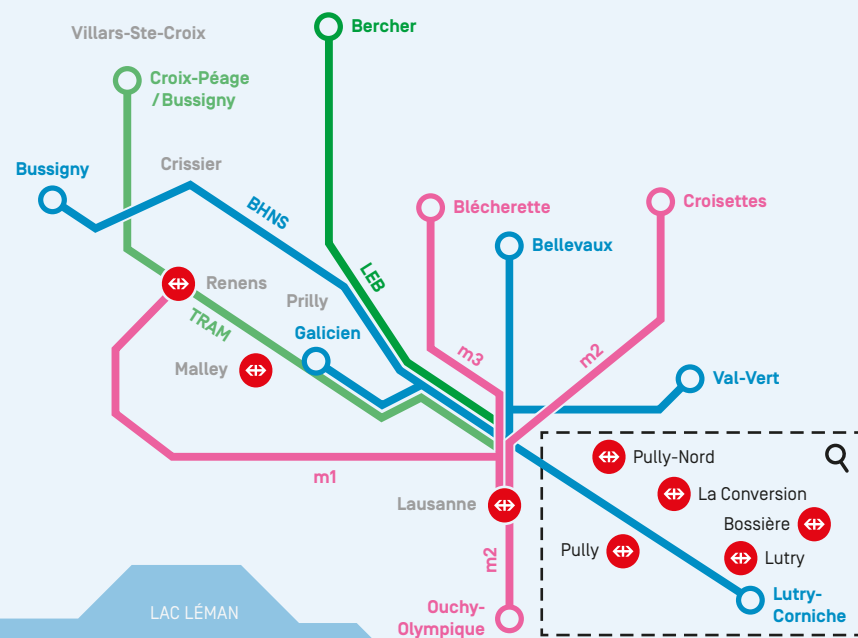 Bercher
Villars-Ste-Croix
Croix-Péage
/Bussigny
Bussigny
Crissier
BHNS
Blécherette
Croisettes
Bellevaux
LEB
Renens
Prilly
TRAM
Galicien
Malley
m3
m2
Val-Vert
m1
Pully-Nord
La Conversion
Lausanne
Bossière
Pully
Lutry
m2
Lutry-
Corniche
Ouchy-
Olympique
LAC LÉMAN